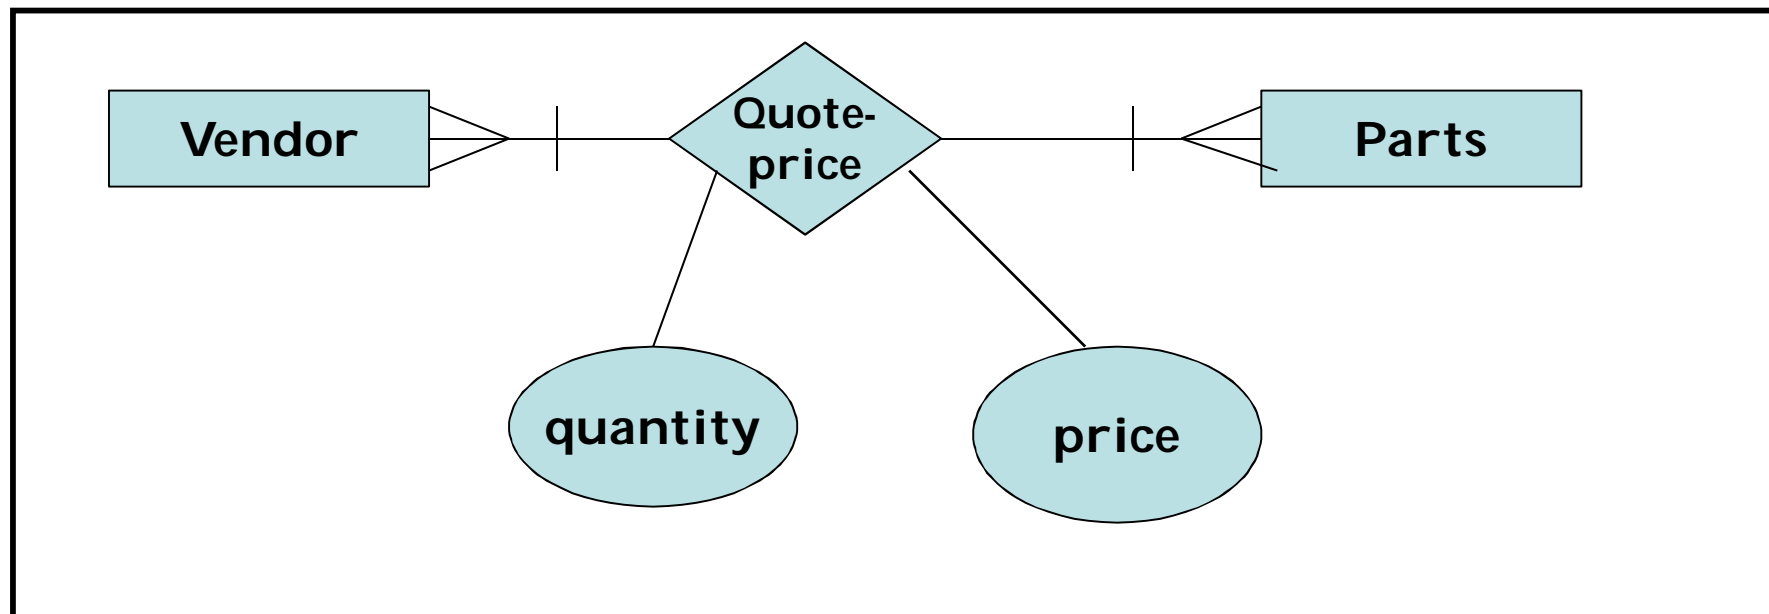 Vendor
Quote-
price
Parts
quantity
price